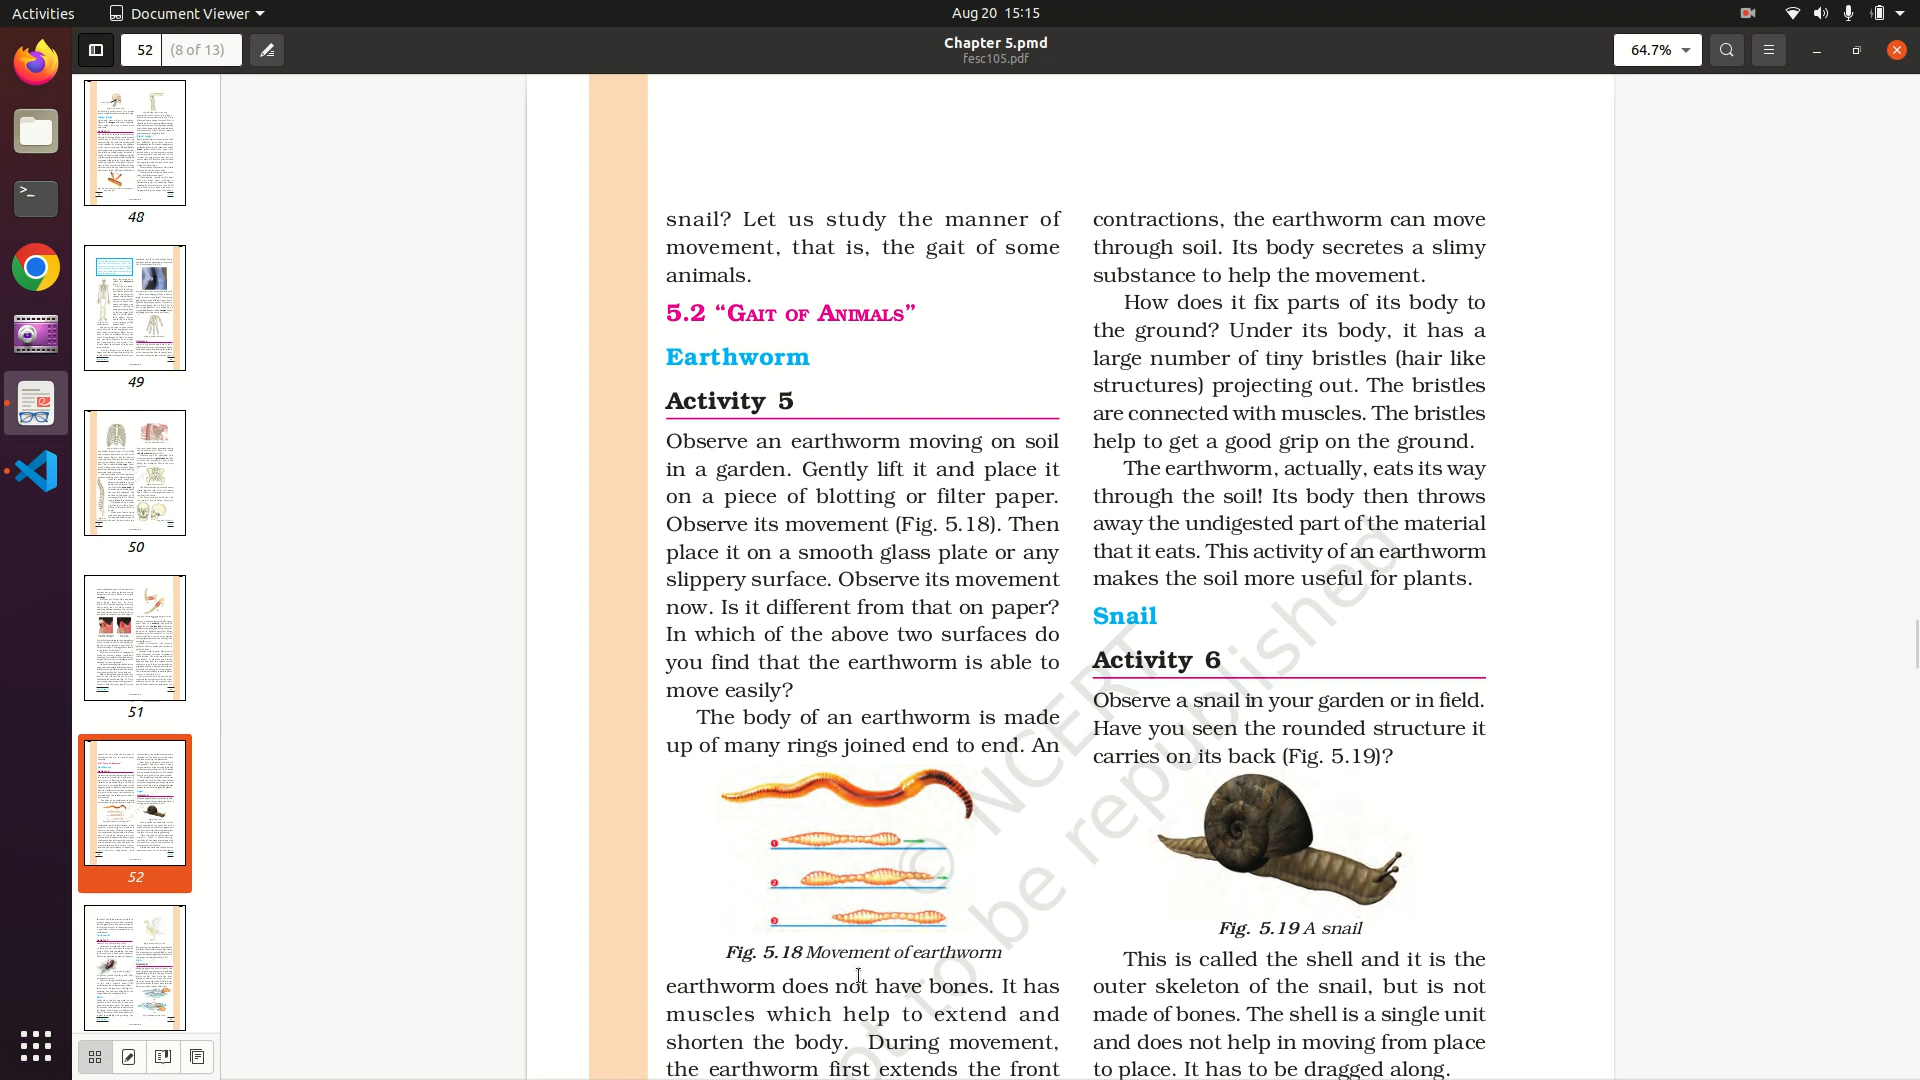 Activities
Document Viewer
Aug 20 15:15
52
(8 of 13)
Chapter 5.pmd
fesc105.pdf
64.7%
48
49
50
51
52
snail? Let us study the manner of
movement, that is, the gait of some
animals.
5.2 “GAIT OF ANIMALS”
Earthworm
Activity 5
Observe an earthworm moving on soil
in a garden. Gently lift it and place it
on a piece of blotting or filter paper.
Observe its movement (Fig. 5.18). Then
place it on a smooth glass plate or any
slippery surface. Observe its movement
now. Is it different from that on paper?
In which of the above two surfaces do
you find that the earthworm is able to
move easily?
The body of an earthworm is made
up of many rings joined end to end. An
1
2
3
Fig. 5.18 Movement of earthworm
earthworm does not have bones. It has
muscles which help to extend and
shorten the body. During movement,
the earthworm first extends the front
contractions, the earthworm can move
through soil. Its body secretes a slimy
substance to help the movement.
How does it fix parts of its body to
the ground? Under its body, it has a
large number of tiny bristles (hair like
structures) projecting out. The bristles
are connected with muscles. The bristles
help to get a good grip on the ground.
The earthworm, actually, eats its way
through the soil! Its body then throws
away the undigested part of the material
that it eats. This activity of an earthworm
makes the soil more useful for plants.
Snail
Activity 6
Observe a snail in your garden or in field.
Have you seen the rounded structure it
carries on its back (Fig. 5.19)?
Fig. 5.19 A snail
This is called the shell and it is the
outer skeleton of the snail, but is not
made of bones. The shell is a single unit
and does not help in moving from place
to place. It has to be dragged along.
© NCERT
not to be republished